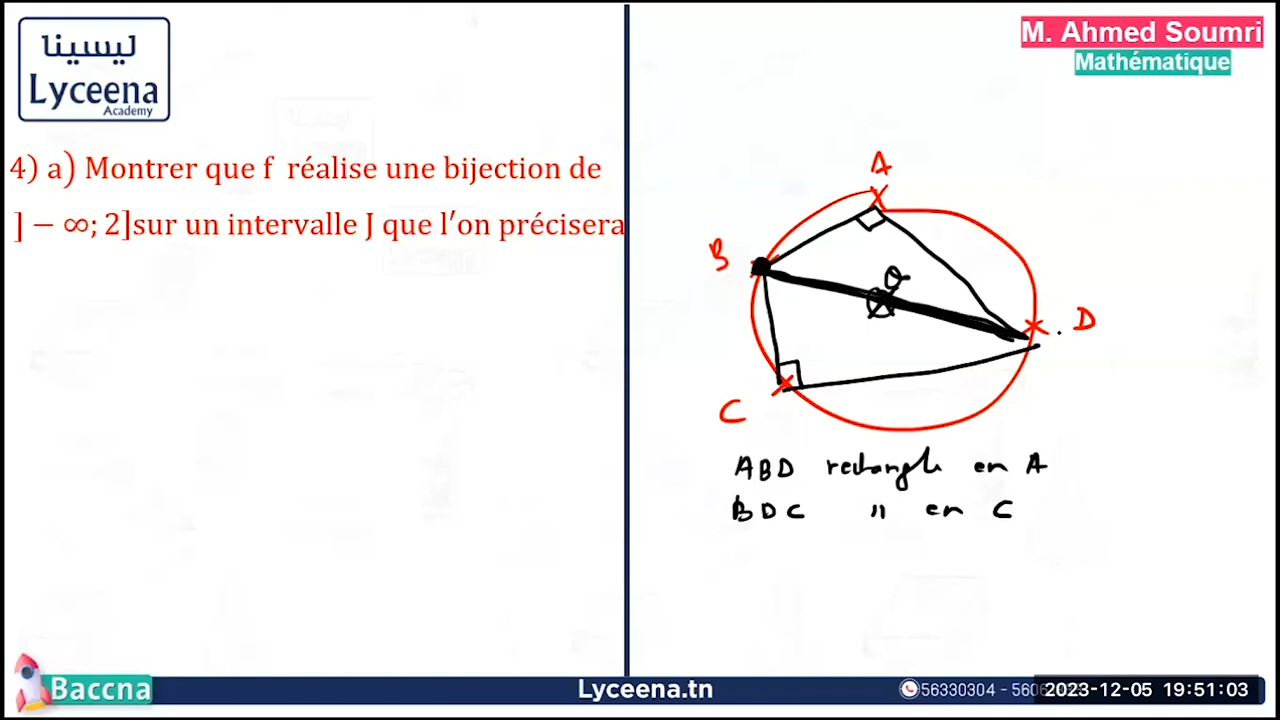 ليسينا
Lyceena
Academy
M. Ahmed Soumri
Mathématique
4) a) Montrer que f réalise une bijection de
] − ∞; 2]sur un intervalle J que l′on précisera
A
B
O
D
C
ABD rectangle en A
BDC " en C
Baccna
Lyceena.tn
56330304 - 560
2023-12-05 19:51:03